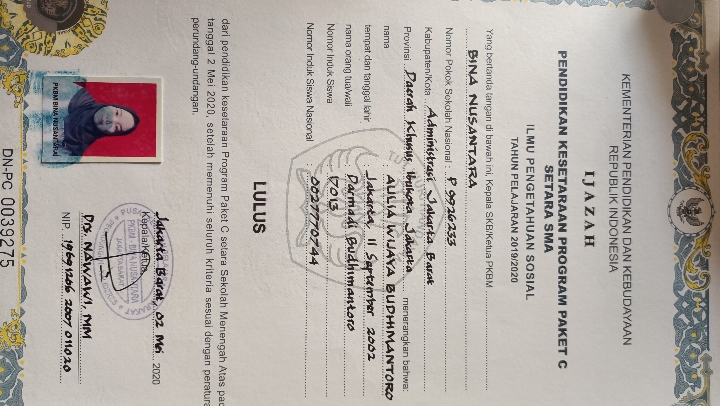 KEMENTERIAN PENDIDIKAN DAN KEBUDAYAAN
REPUBLIK INDONESIA
IJAZAH
PENDIDIKAN KESETARAAN PROGRAM PAKET C
SETARA SMA
ILMU PENGETAHUAN SOSIAL
TAHUN PELAJARAN 2019/2020
Yang bertanda tangan di bawah ini, Kepala SKB/Ketua PKBM
BINA NUSANTARA
Nomor Pokok Sekolah Nasional : P 9926233
Kabupaten/Kota Administrasi Jakarta Barat
Provinsi Daerah Khusus Ibukota Jakarta menerangkan bahwa:
nama : AULIA WIJAYA BUDHIMANTORO
tempat dan tanggal lahir : Jakarta, 11 September 2002
nama orang tua/wali : Darmiadi Budhimantoro
Nomor Induk Siswa : 17013
Nomor Induk Siswa Nasional : 0027770744
LULUS
dari pendidikan kesetaraan Program Paket C setara Sekolah Menengah Atas pad
tanggal 2 Mei 2020, setelah memenuhi seluruh kriteria sesuai dengan peratura
perundang-undangan.
Jakarta Barat, 02 Mei 2020
Kepala/Ketua
PKBM BINA NUSANTARA
Drs. NAWAWI, MM
NIP. 19691206 2007 011020
DN-PC 0039275